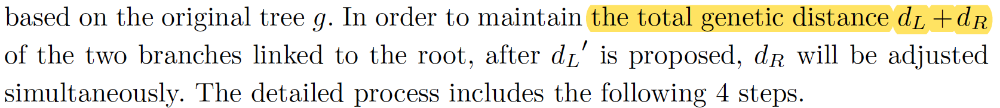 based on the original tree g. In order to maintain the total genetic distance d_L + d_R
of the two branches linked to the root, after d_L′ is proposed, d_R will be adjusted
simultaneously. The detailed process includes the following 4 steps.